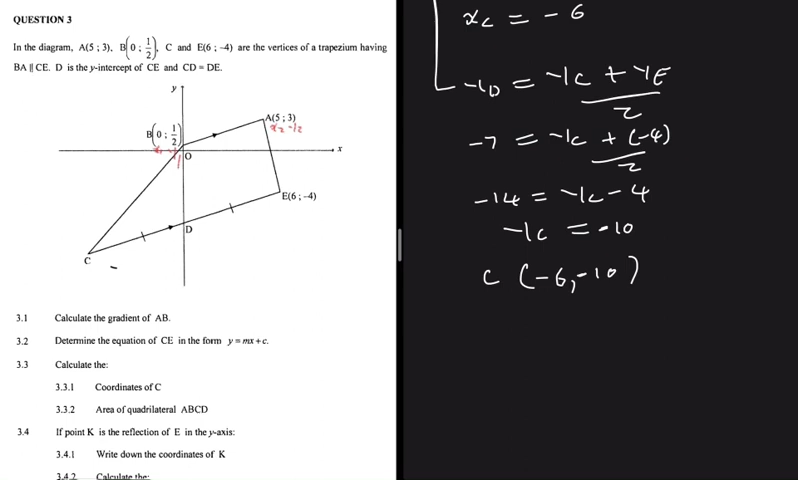 QUESTION 3
In the diagram, A(5 ; 3), B(0 ; 1/2), C and E(6 ; –4) are the vertices of a trapezium having
BA || CE. D is the y-intercept of CE and CD = DE.
y
A(5 ; 3)
x₂ y₂
B(0 ; 1/2)
x
O
E(6 ; –4)
D
C
3.1 Calculate the gradient of AB.
3.2 Determine the equation of CE in the form y = mx + c.
3.3 Calculate the:
3.3.1 Coordinates of C
3.3.2 Area of quadrilateral ABCD
3.4 If point K is the reflection of E in the y-axis:
3.4.1 Write down the coordinates of K
3.4.2 Calculate the:
x_C = -6
y_D = (y_C + y_E)/2
-7 = (y_C + (-4))/2
-14 = y_C - 4
y_C = -10
C (-6, -10)